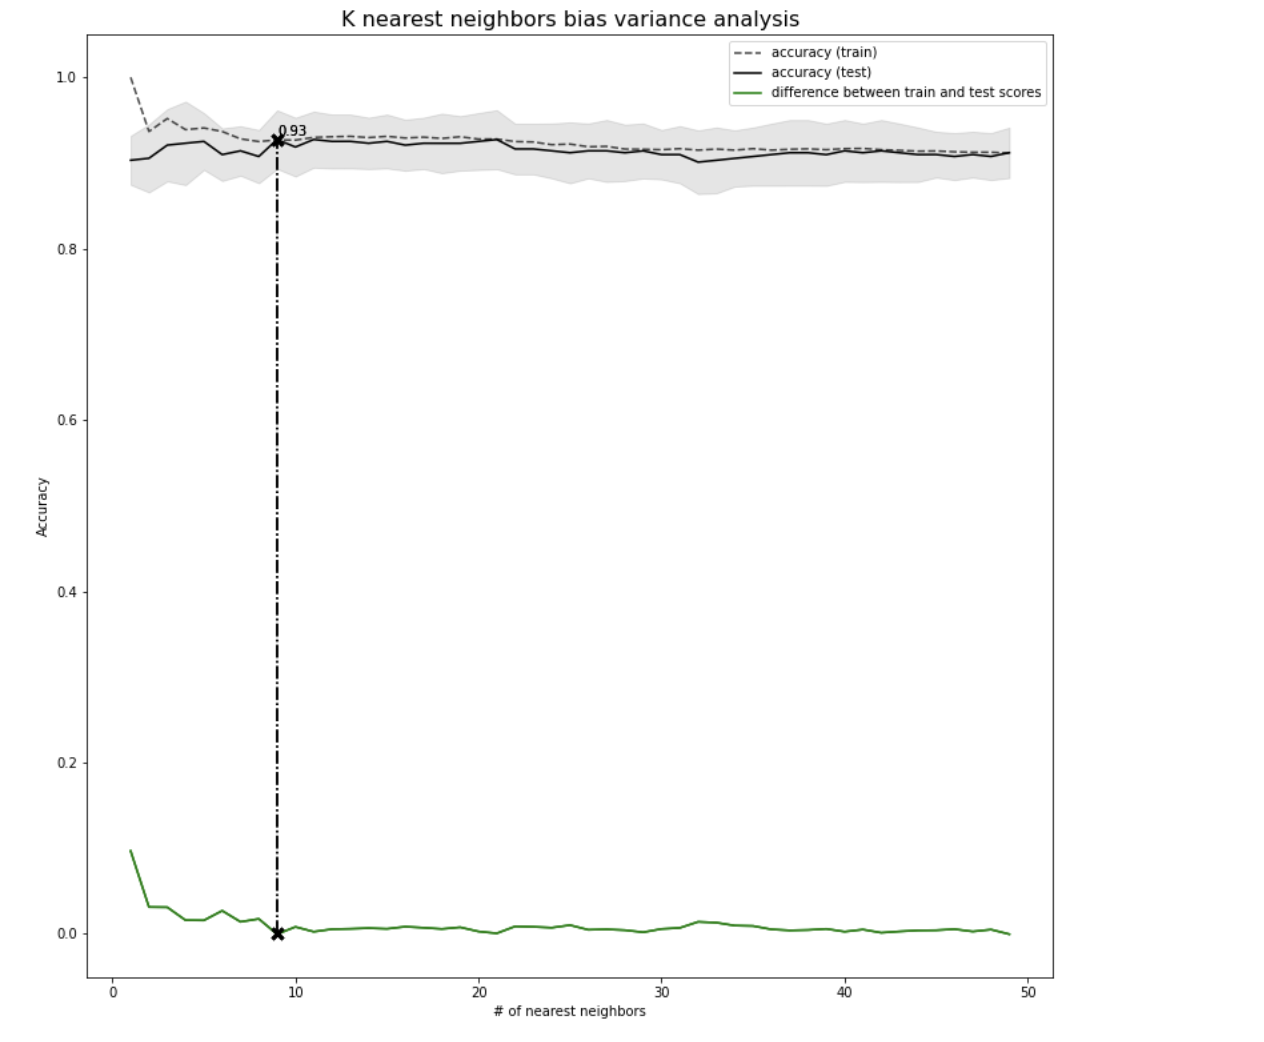 K nearest neighbors bias variance analysis
accuracy (train)
accuracy (test)
difference between train and test scores
1.0
0.93
0.8
0.6
Accuracy
0.4
0.2
0.0
0 10 20 30 40 50
# of nearest neighbors